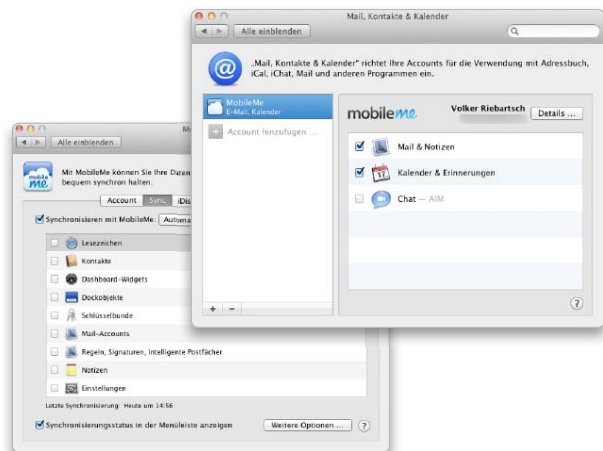 Mail, Kontakte & Kalender
Alle einblenden
„Mail, Kontakte & Kalender" richtet Ihre Accounts für die Verwendung mit Adressbuch,
iCal, iChat, Mail und anderen Programmen ein.
MobileMe
E-Mail, Kalender
Account hinzufügen ...
mobileme
Volker Riebartsch
Details ...
Mail & Notizen
17
Kalender & Erinnerungen
Chat — AIM
+ −
?
Alle einblenden
mobile
me
Mit MobileMe können Sie Ihre Daten
bequem synchron halten.
Account Sync
Synchronisieren mit MobileMe:
Lesezeichen
Kontakte
Dashboard-Widgets
Dockobjekte
Schlüsselbunde
Mail-Accounts
Regeln, Signaturen, intelligente Postfächer
Notizen
Einstellungen
Letzte Synchronisierung: Heute um 14:56
Synchronisierungsstatus in der Menüleiste anzeigen
Weitere Optionen ...
?